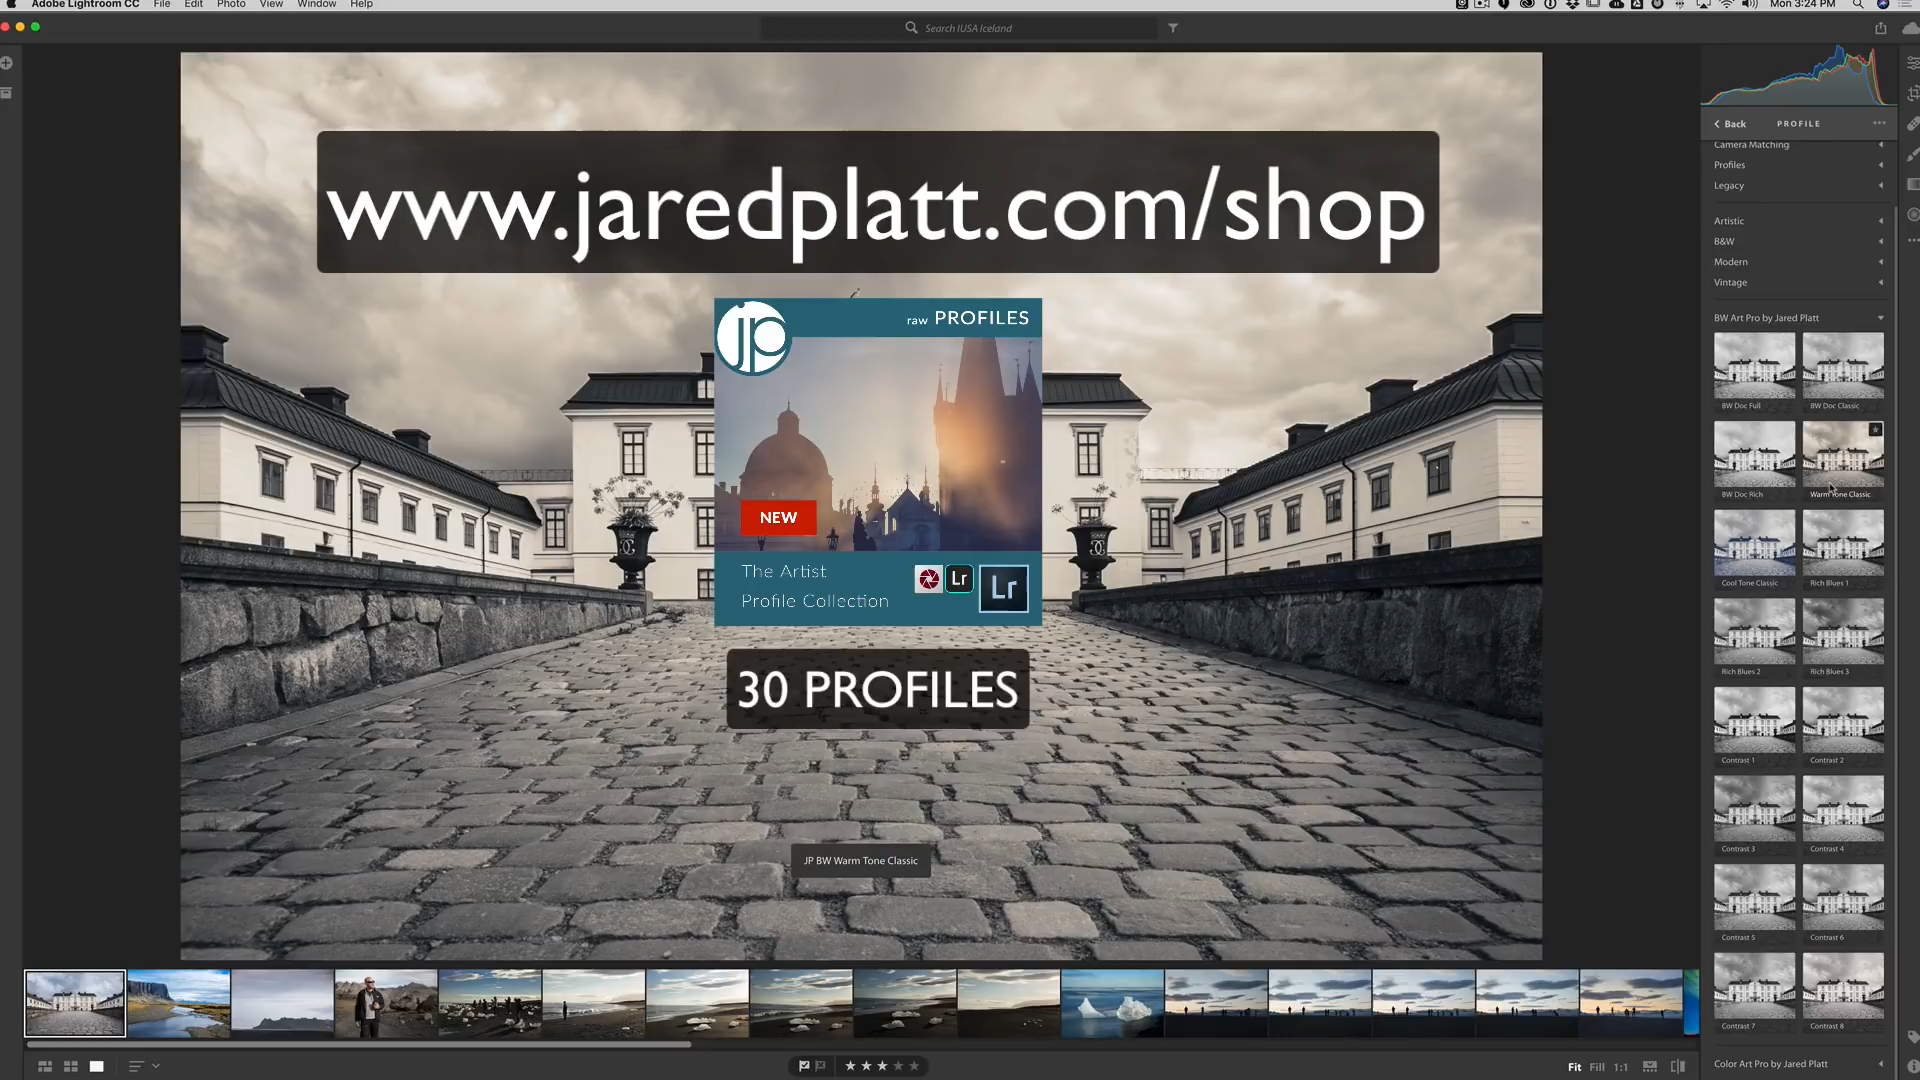 Adobe Lightroom CC File Edit Photo View Window Help
Mon 3:24 PM
Search IUSA Iceland
www.jaredplatt.com/shop
jp
raw PROFILES
NEW
The Artist
Profile Collection
Lr
Lr
30 PROFILES
JP BW Warm Tone Classic
Back
PROFILE
Camera Matching
Profiles
Legacy
Artistic
B&W
Modern
Vintage
BW Art Pro by Jared Platt
BW Doc Full
BW Doc Classic
BW Doc Rich
Warm Tone Classic
Cool Tone Classic
Rich Blues 1
Rich Blues 2
Rich Blues 3
Contrast 1
Contrast 2
Contrast 3
Contrast 4
Contrast 5
Contrast 6
Contrast 7
Contrast 8
Color Art Pro by Jared Platt
Fit Fill 1:1